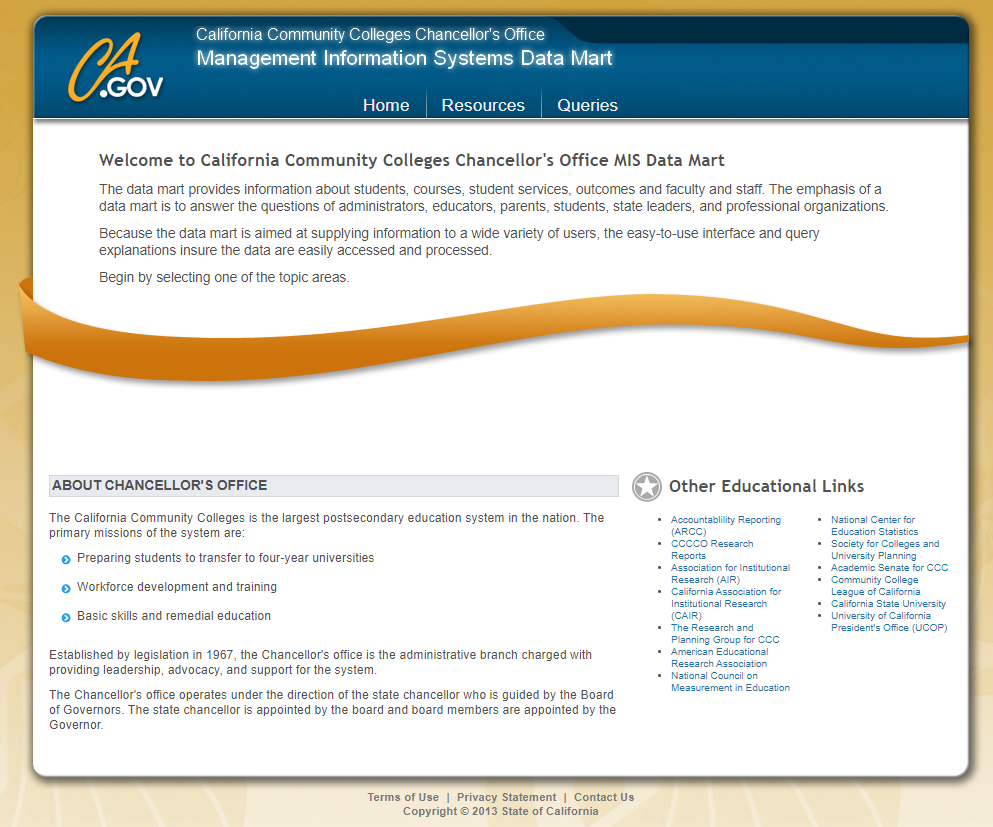 CA.GOV
California Community Colleges Chancellor's Office
Management Information Systems Data Mart
Home
Resources
Queries
Welcome to California Community Colleges Chancellor's Office MIS Data Mart
The data mart provides information about students, courses, student services, outcomes and faculty and staff. The emphasis of a
data mart is to answer the questions of administrators, educators, parents, students, state leaders, and professional organizations.
Because the data mart is aimed at supplying information to a wide variety of users, the easy-to-use interface and query
explanations insure the data are easily accessed and processed.
Begin by selecting one of the topic areas.
ABOUT CHANCELLOR'S OFFICE
The California Community Colleges is the largest postsecondary education system in the nation. The
primary missions of the system are:
Preparing students to transfer to four-year universities
Workforce development and training
Basic skills and remedial education
Established by legislation in 1967, the Chancellor's office is the administrative branch charged with
providing leadership, advocacy, and support for the system.
The Chancellor's office operates under the direction of the state chancellor who is guided by the Board
of Governors. The state chancellor is appointed by the board and board members are appointed by the
Governor.
Other Educational Links
• Accountablility Reporting
(ARCC)
• CCCCO Research
Reports
• Association for Institutional
Research (AIR)
• California Association for
Institutional Research
(CAIR)
• The Research and
Planning Group for CCC
• American Educational
Research Association
• National Council on
Measurement in Education
• National Center for
Education Statistics
• Society for Colleges and
University Planning
• Academic Senate for CCC
• Community College
League of California
• California State University
• University of California
President's Office (UCOP)
Terms of Use | Privacy Statement | Contact Us
Copyright © 2013 State of California